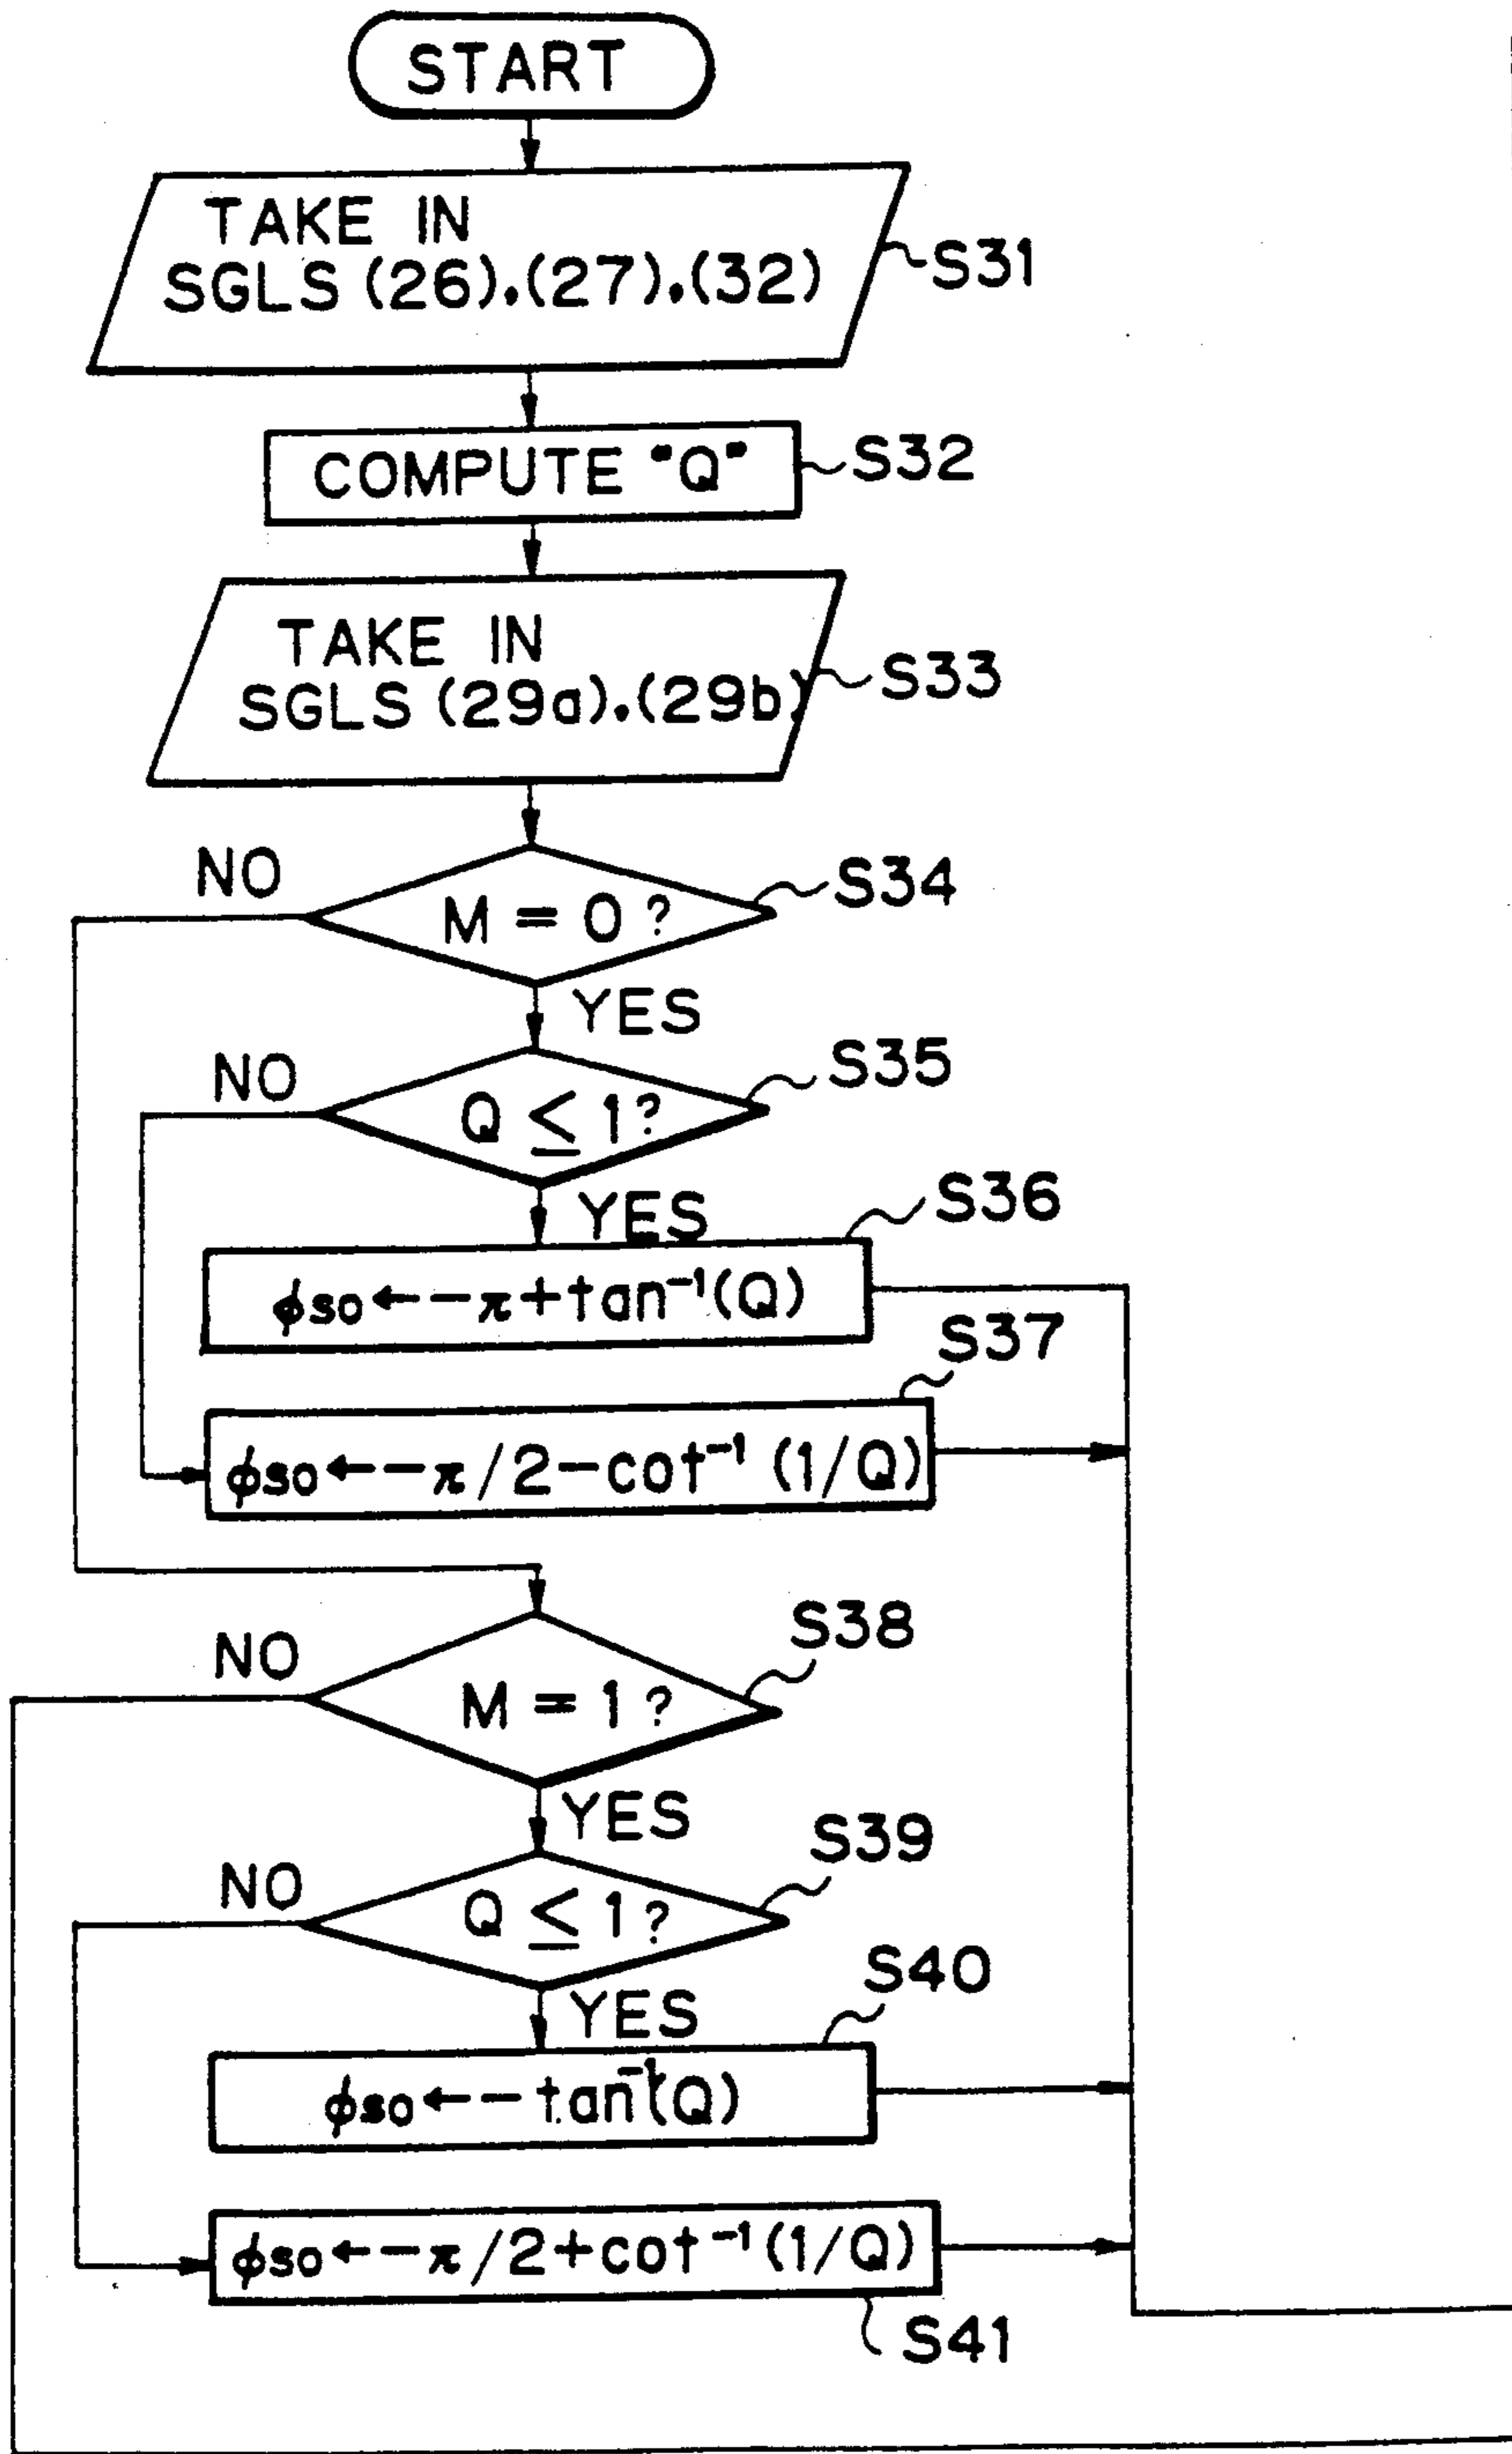 START
TAKE IN
SGLS (26),(27),(32)
S31
COMPUTE "Q"
S32
TAKE IN
SGLS (29a),(29b)
S33
NO
M = 0 ?
S34
YES
NO
Q ≤ 1 ?
S35
YES
S36
ϕso←−π+tan⁻¹(Q)
S37
ϕso←−π/2−cot⁻¹(1/Q)
NO
M = 1 ?
S38
YES
NO
Q ≤ 1 ?
S39
YES
S40
ϕso←−tan⁻¹(Q)
ϕso←−π/2+cot⁻¹(1/Q)
S41